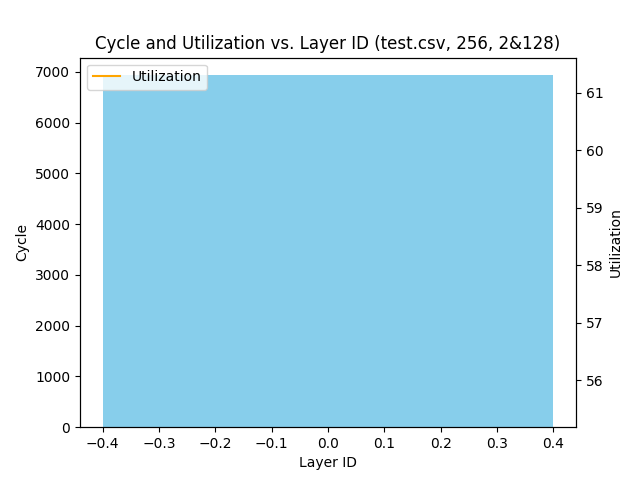 Cycle and Utilization vs. Layer ID (test.csv, 256, 2&128)
Utilization
7000
6000
5000
4000
3000
2000
1000
0
Cycle
61
60
59
58
57
56
Utilization
−0.4 −0.3 −0.2 −0.1 0.0 0.1 0.2 0.3 0.4
Layer ID